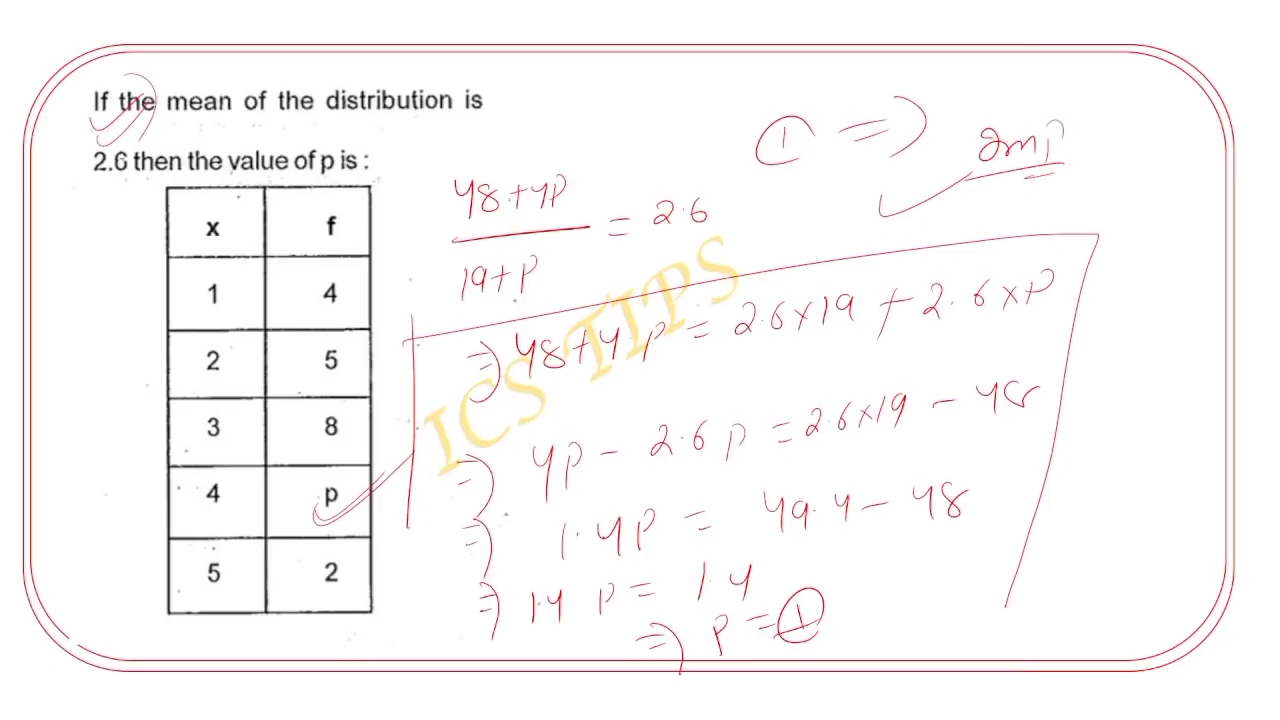 If the mean of the distribution is
2.6 then the value of p is :
x f
1 4
2 5
3 8
4 p
5 2
① ⇒
48+4P
/ 19+P = 2.6
⇒ 48+4.P = 2.6×19 + 2.6×P
⇒ 4P - 2.6P = 2.6×19 - 48
⇒ 1.4P = 49.4 - 48
⇒ 1.4 P = 1.4
⇒ P = ①
ICS TIPS